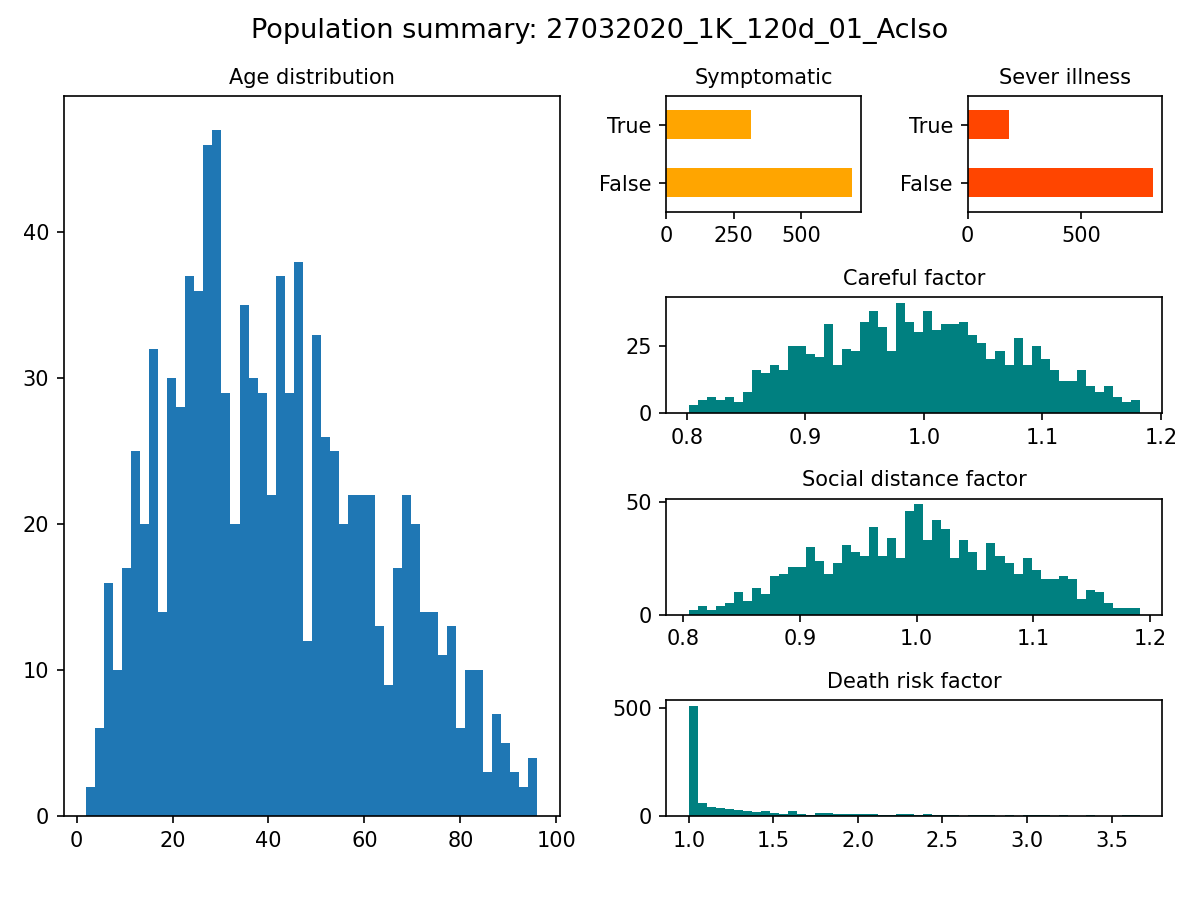 Population summary: 27032020_1K_120d_01_AcIso
Age distribution
40
30
20
10
0
0 20 40 60 80 100
Symptomatic
True
False
0 250 500
Sever illness
True
False
0 500
Careful factor
25
0
0.8 0.9 1.0 1.1 1.2
Social distance factor
50
0
0.8 0.9 1.0 1.1 1.2
Death risk factor
500
0
1.0 1.5 2.0 2.5 3.0 3.5